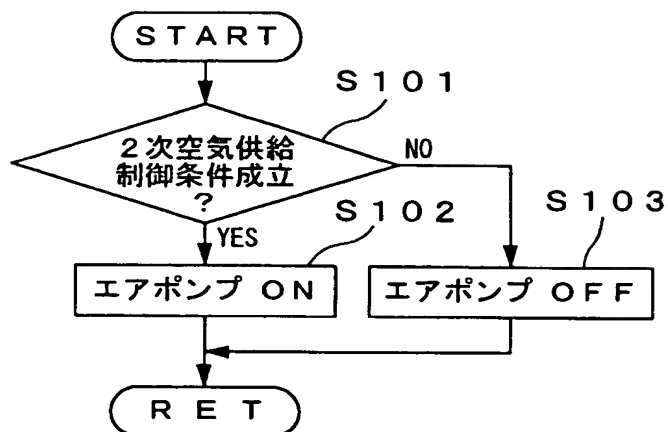 START
S101
2次空気供給
制御条件成立
?
NO
YES
S102
S103
エアポンプ ON
エアポンプ OFF
RET